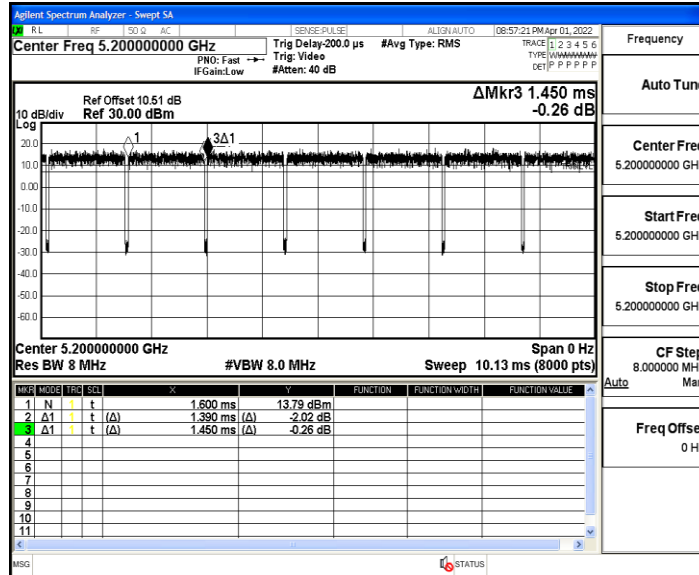 Agilent Spectrum Analyzer - Swept SA
RL RF 50 Ω AC SENSE:PULSE ALIGN AUTO 08:57:21 PM Apr 01, 2022
Center Freq 5.200000000 GHz
PNO: Fast
IFGain:Low
Trig Delay-200.0 µs
Trig: Video
#Atten: 40 dB
#Avg Type: RMS
TRACE 1 2 3 4 5 6
TYPE WWWWWW
DET P P P P P P
ΔMkr3 1.450 ms
-0.26 dB
Ref Offset 10.51 dB
10 dB/div Ref 30.00 dBm
Log
20.0
10.0
0.00
-10.0
-20.0
-30.0
-40.0
-50.0
-60.0
1
3Δ1
Center 5.200000000 GHz Span 0 Hz
Res BW 8 MHz #VBW 8.0 MHz Sweep 10.13 ms (8000 pts)
MKR MODE TRC SCL X Y FUNCTION FUNCTION WIDTH FUNCTION VALUE
1 N 1 t 1.600 ms 13.79 dBm
2 Δ1 1 t (Δ) 1.390 ms (Δ) -2.02 dB
3 Δ1 1 t (Δ) 1.450 ms (Δ) -0.26 dB
4
5
6
7
8
9
10
11
MSG STATUS
Frequency
Auto Tun
Center Fre
5.200000000 GH
Start Fre
5.200000000 GH
Stop Fre
5.200000000 GH
CF Step
8.000000 MH
Auto Ma
Freq Offse
0 H